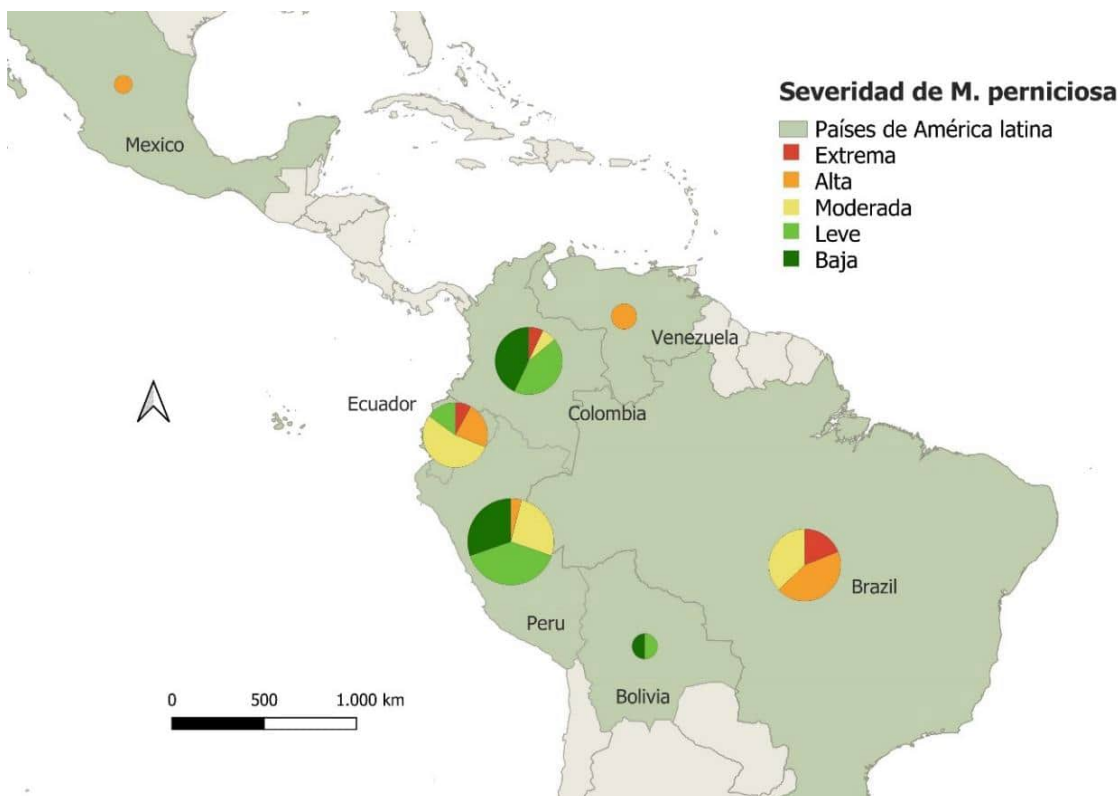 Severidad de M. perniciosa
Países de América latina
Extrema
Alta
Moderada
Leve
Baja
Mexico
Venezuela
Ecuador
Colombia
Brazil
Peru
Bolivia
0 500 1.000 km